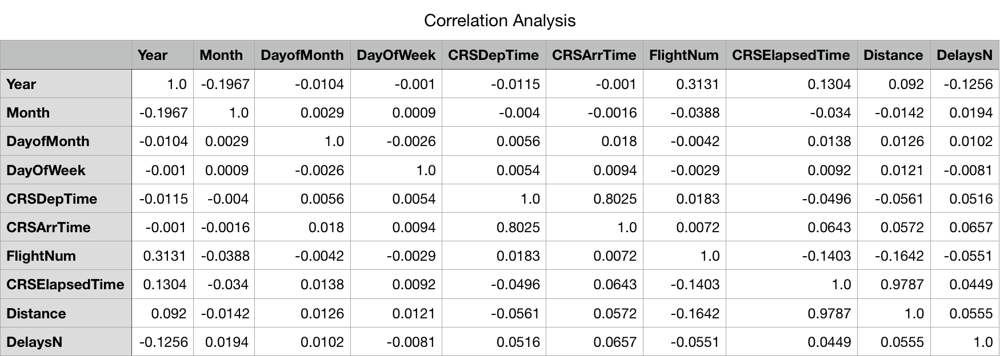 Correlation Analysis
Year Month DayofMonth DayOfWeek CRSDepTime CRSArrTime FlightNum CRSElapsedTime Distance DelaysN
Year 1.0 -0.1967 -0.0104 -0.001 -0.0115 -0.001 0.3131 0.1304 0.092 -0.1256
Month -0.1967 1.0 0.0029 0.0009 -0.004 -0.0016 -0.0388 -0.034 -0.0142 0.0194
DayofMonth -0.0104 0.0029 1.0 -0.0026 0.0056 0.018 -0.0042 0.0138 0.0126 0.0102
DayOfWeek -0.001 0.0009 -0.0026 1.0 0.0054 0.0094 -0.0029 0.0092 0.0121 -0.0081
CRSDepTime -0.0115 -0.004 0.0056 0.0054 1.0 0.8025 0.0183 -0.0496 -0.0561 0.0516
CRSArrTime -0.001 -0.0016 0.018 0.0094 0.8025 1.0 0.0072 0.0643 0.0572 0.0657
FlightNum 0.3131 -0.0388 -0.0042 -0.0029 0.0183 0.0072 1.0 -0.1403 -0.1642 -0.0551
CRSElapsedTime 0.1304 -0.034 0.0138 0.0092 -0.0496 0.0643 -0.1403 1.0 0.9787 0.0449
Distance 0.092 -0.0142 0.0126 0.0121 -0.0561 0.0572 -0.1642 0.9787 1.0 0.0555
DelaysN -0.1256 0.0194 0.0102 -0.0081 0.0516 0.0657 -0.0551 0.0449 0.0555 1.0